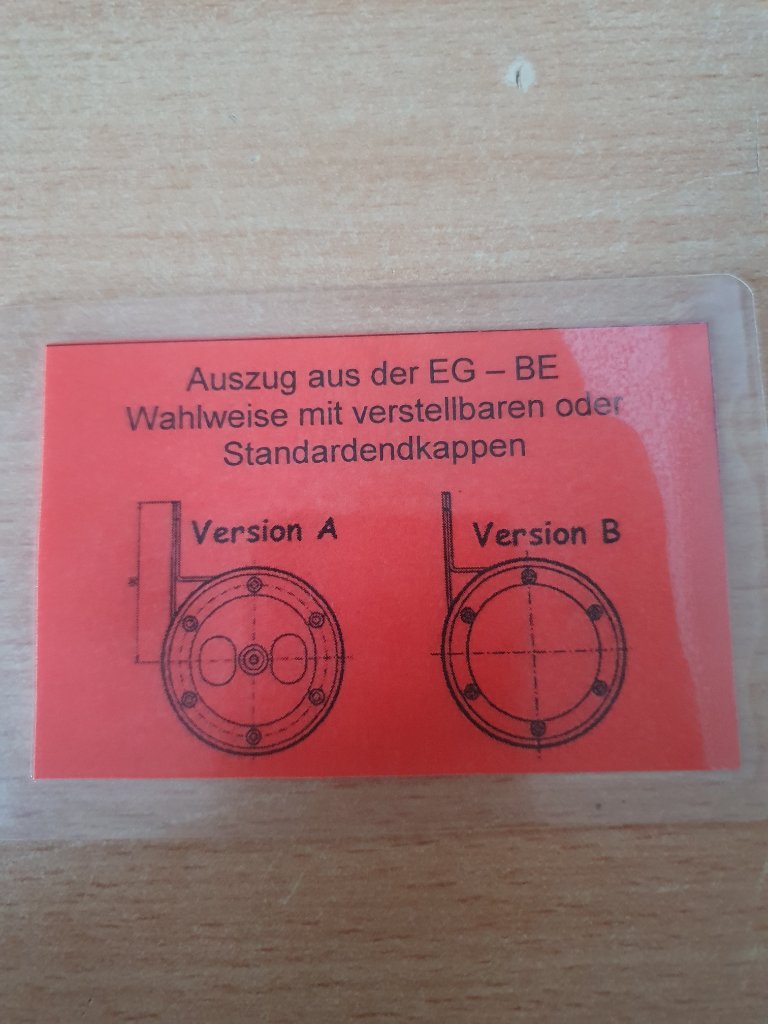 Auszug aus der EG – BE
Wahlweise mit verstellbaren oder
Standardendkappen
Version A
Version B